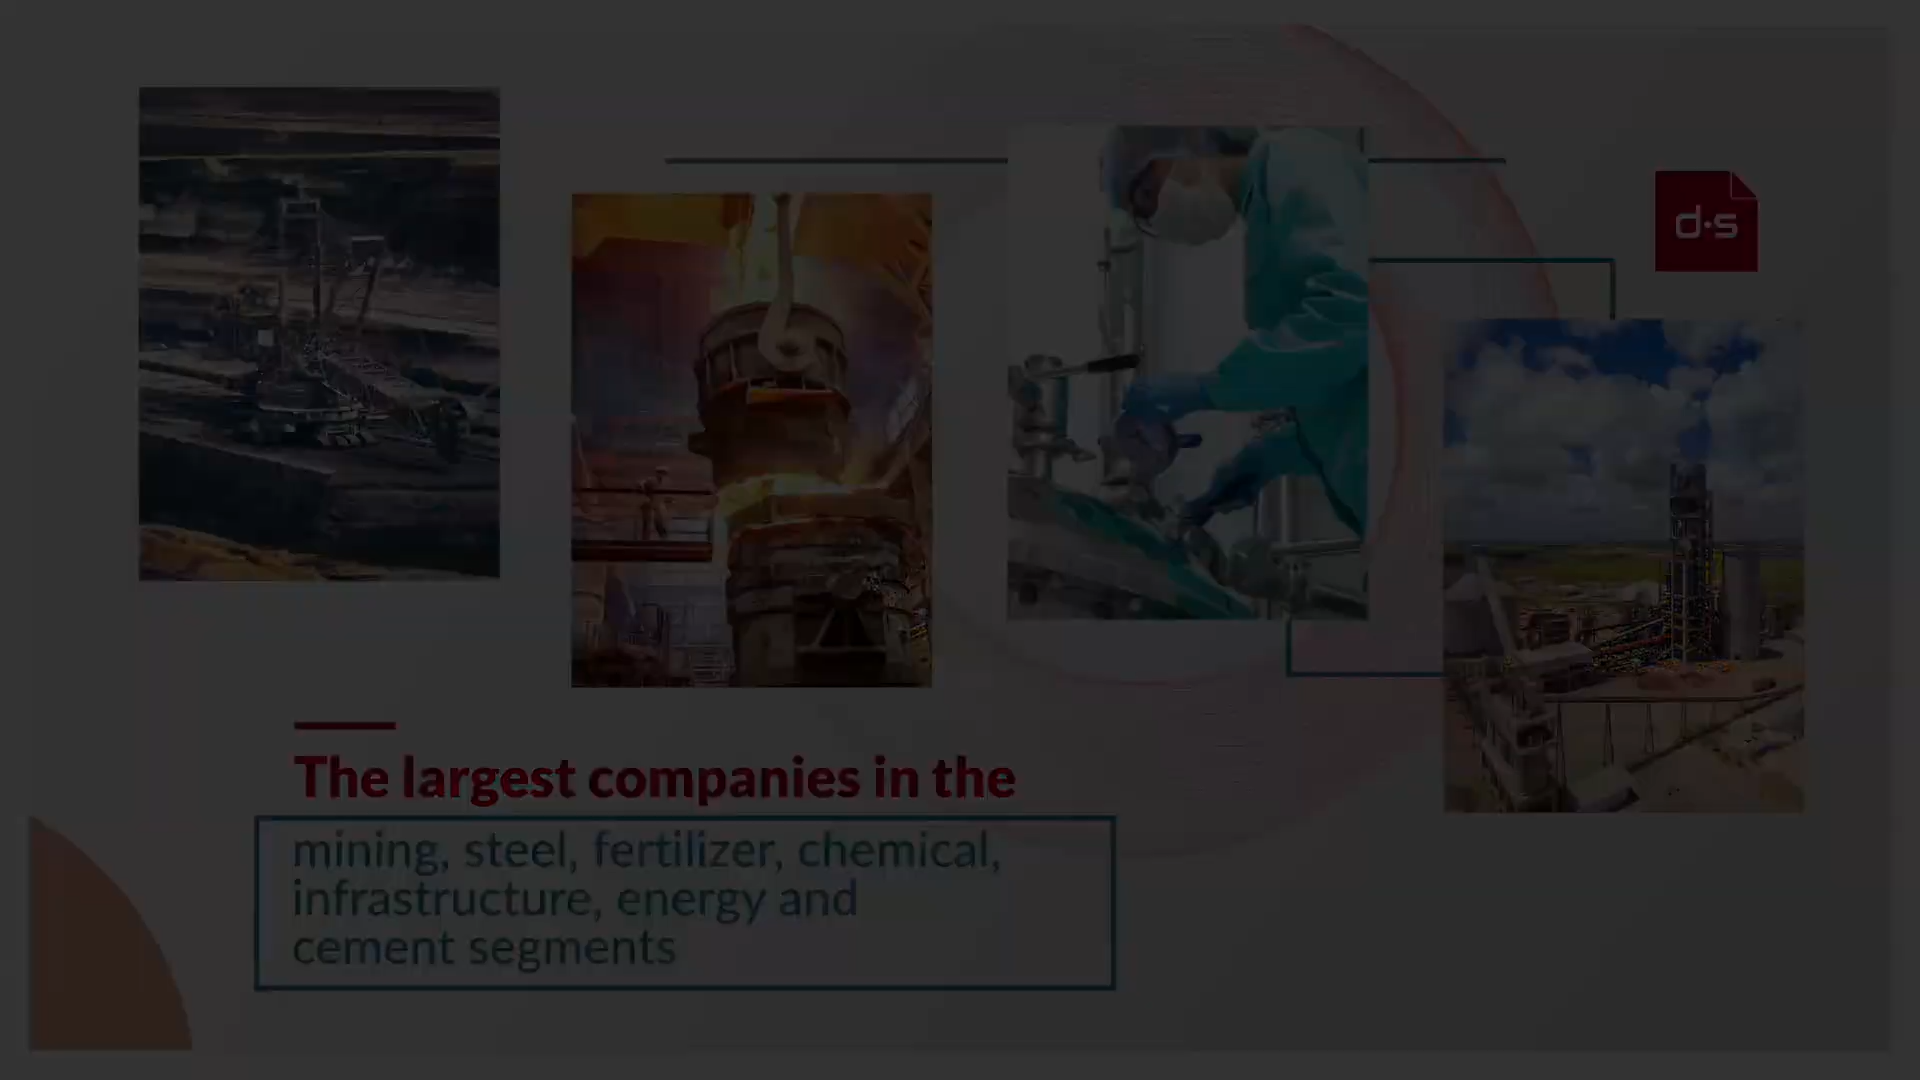 d·s
The largest companies in the
mining, steel, fertilizer, chemical,
infrastructure, energy and
cement segments